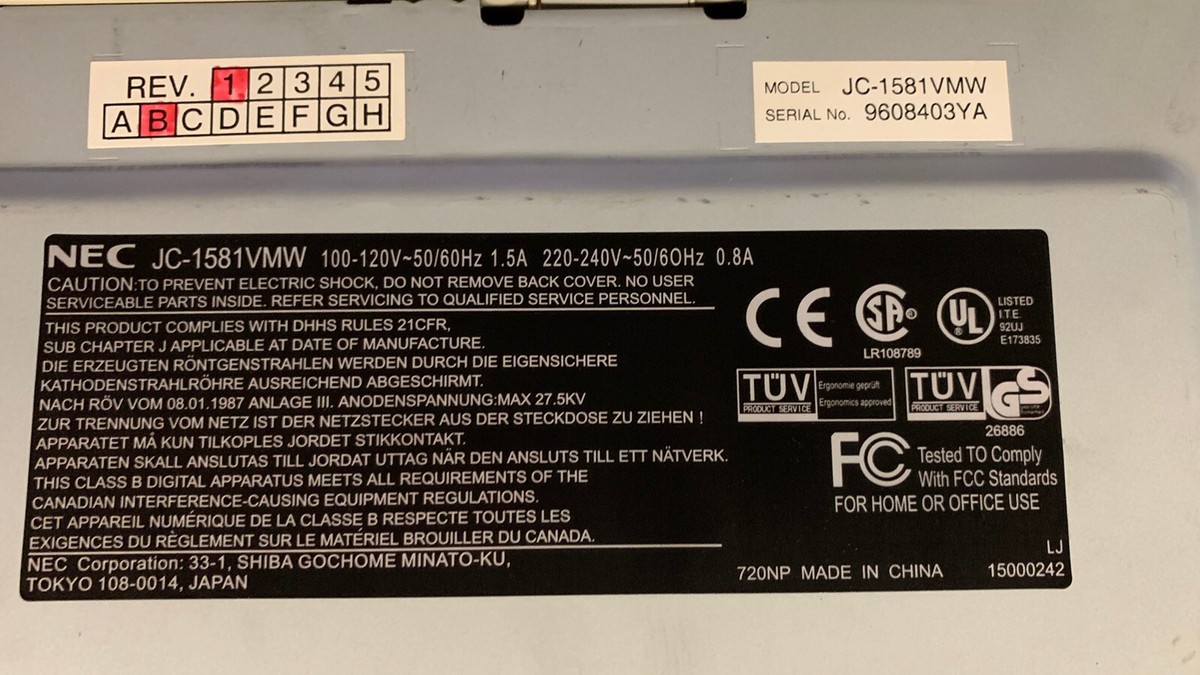 REV. 1 2 3 4 5
A B C D E F G H
MODEL JC-1581VMW
SERIAL No. 9608403YA
NEC JC-1581VMW 100-120V~50/60Hz 1.5A 220-240V~50/60Hz 0.8A
CAUTION:TO PREVENT ELECTRIC SHOCK, DO NOT REMOVE BACK COVER. NO USER
SERVICEABLE PARTS INSIDE. REFER SERVICING TO QUALIFIED SERVICE PERSONNEL.
THIS PRODUCT COMPLIES WITH DHHS RULES 21CFR,
SUB CHAPTER J APPLICABLE AT DATE OF MANUFACTURE.
DIE ERZEUGTEN RÖNTGENSTRAHLEN WERDEN DURCH DIE EIGENSICHERE
KATHODENSTRAHLRÖHRE AUSREICHEND ABGESCHIRMT.
NACH RÖV VOM 08.01.1987 ANLAGE III. ANODENSPANNUNG:MAX 27.5KV
ZUR TRENNUNG VOM NETZ IST DER NETZSTECKER AUS DER STECKDOSE ZU ZIEHEN !
APPARATET MÅ KUN TILKOPLES JORDET STIKKONTAKT.
APPARATEN SKALL ANSLUTAS TILL JORDAT UTTAG NÄR DEN ANSLUTS TILL ETT NÄTVERK.
THIS CLASS B DIGITAL APPARATUS MEETS ALL REQUIREMENTS OF THE
CANADIAN INTERFERENCE-CAUSING EQUIPMENT REGULATIONS.
CET APPAREIL NUMÉRIQUE DE LA CLASSE B RESPECTE TOUTES LES
EXIGENCES DU RÈGLEMENT SUR LE MATÉRIEL BROUILLER DU CANADA.
NEC Corporation: 33-1, SHIBA GOCHOME MINATO-KU,
TOKYO 108-0014, JAPAN
CE
SA ®
LR108789
UL ®
LISTED
I.T.E.
92UJ
E173835
TÜV
PRODUCT SERVICE
Ergonomie geprüft
Ergonomics approved
TÜV
PRODUCT SERVICE
GS
26886
FC
Tested TO Comply
With FCC Standards
FOR HOME OR OFFICE USE
LJ
720NP MADE IN CHINA 15000242